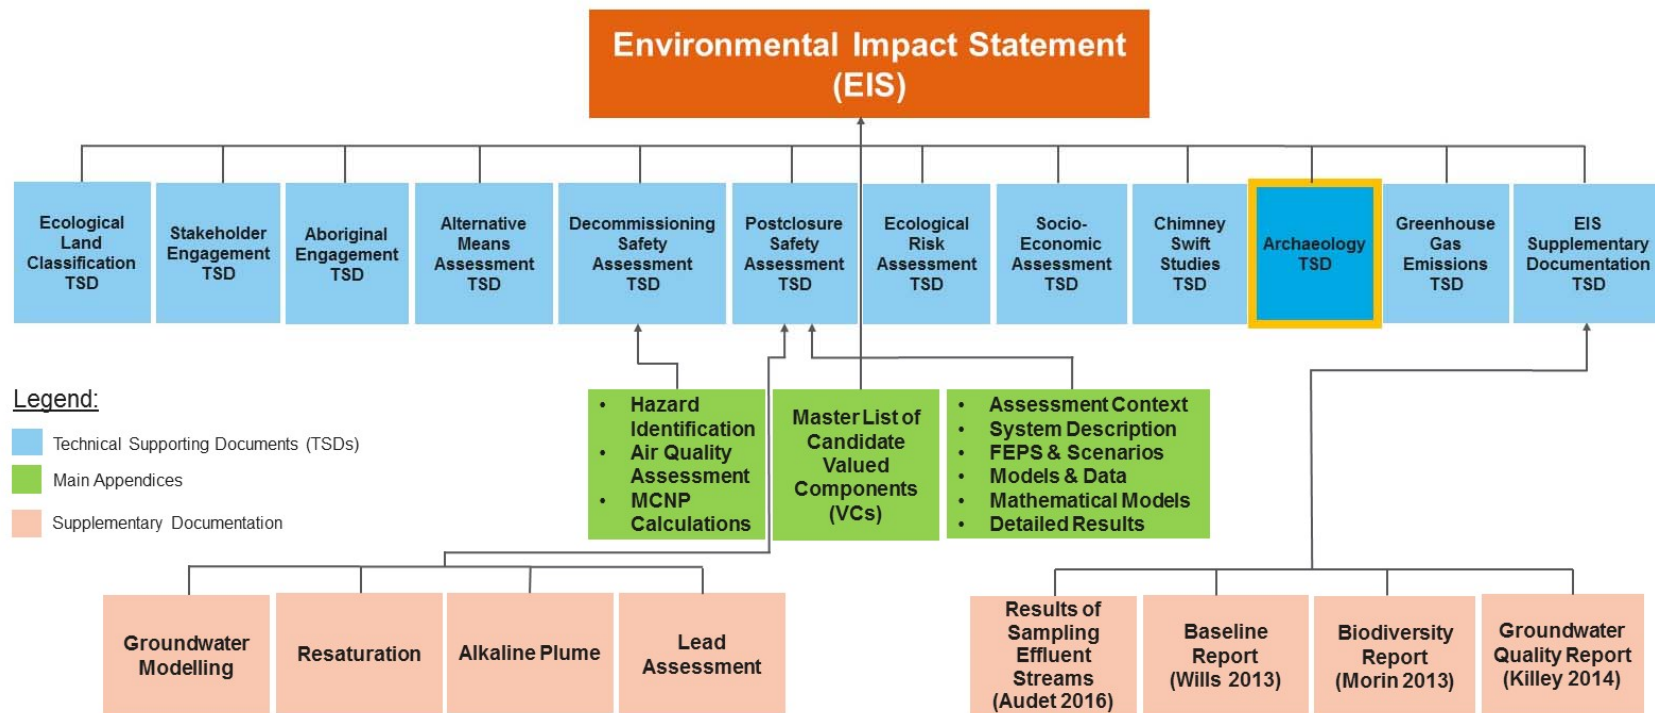 Environmental Impact Statement
(EIS)
Ecological
Land
Classification
TSD
Stakeholder
Engagement
TSD
Aboriginal
Engagement
TSD
Alternative
Means
Assessment
TSD
Decommissioning
Safety
Assessment
TSD
Postclosure
Safety
Assessment
TSD
Ecological
Risk
Assessment
TSD
Socio-
Economic
Assessment
TSD
Chimney
Swift
Studies
TSD
Archaeology
TSD
Greenhouse
Gas
Emissions
TSD
EIS
Supplementary
Documentation
TSD
Legend:
Technical Supporting Documents (TSDs)
Main Appendices
Supplementary Documentation
• Hazard
Identification
• Air Quality
Assessment
• MCNP
Calculations
Master List of
Candidate
Valued
Components
(VCs)
• Assessment Context
• System Description
• FEPS & Scenarios
• Models & Data
• Mathematical Models
• Detailed Results
Groundwater
Modelling
Resaturation
Alkaline Plume
Lead
Assessment
Results of
Sampling
Effluent
Streams
(Audet 2016)
Baseline
Report
(Wills 2013)
Biodiversity
Report
(Morin 2013)
Groundwater
Quality Report
(Killey 2014)